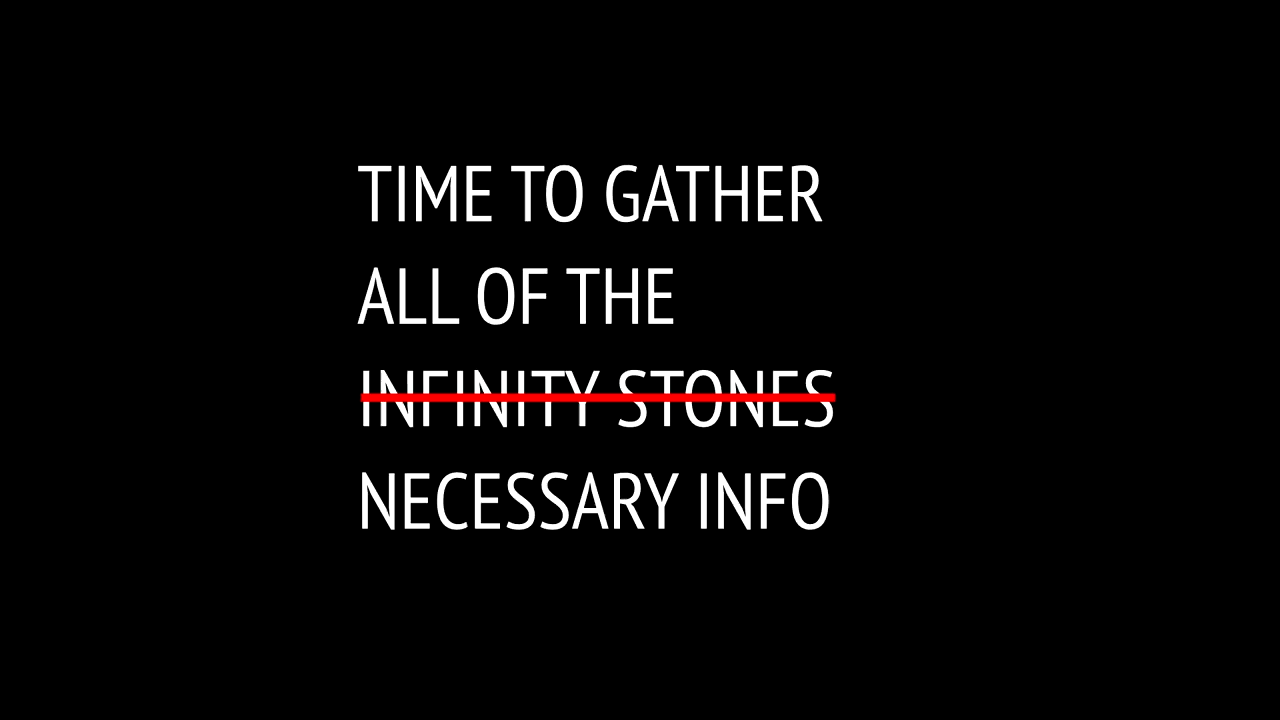 TIME TO GATHER
ALL OF THE
INFINITY STONES
NECESSARY INFO